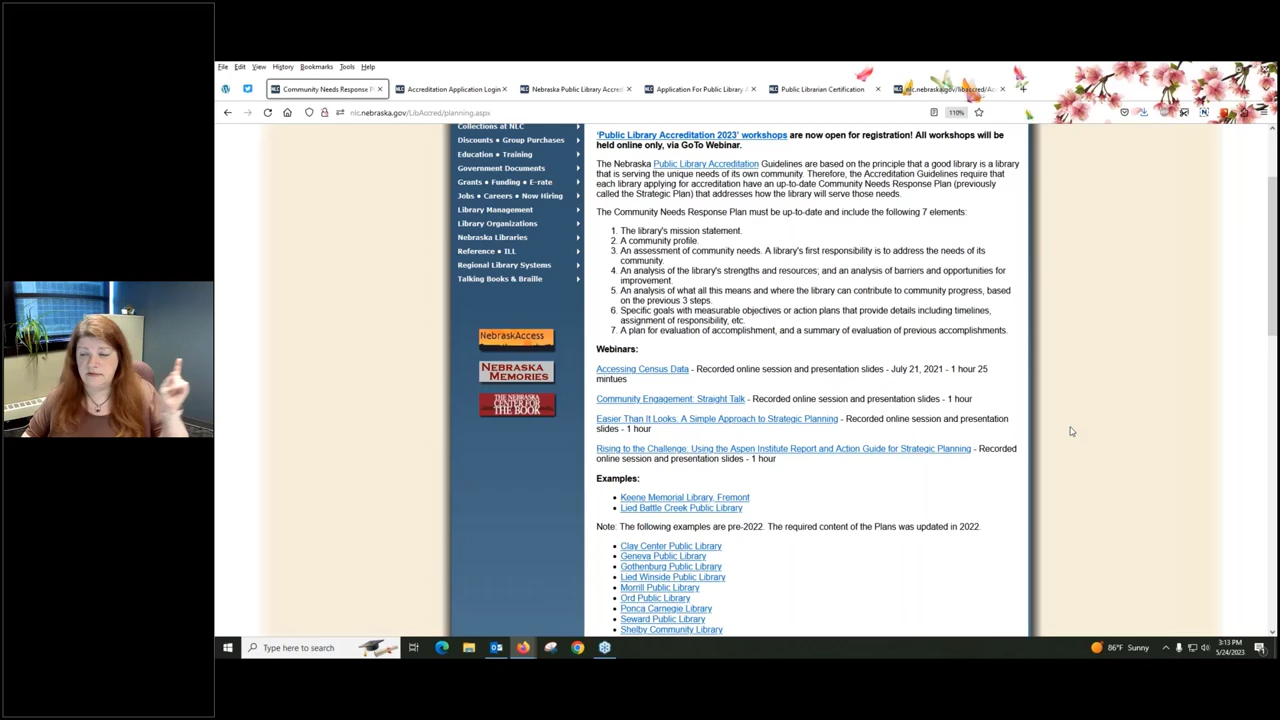 File Edit View History Bookmarks Tools Help
Community Needs Response P
Accreditation Application Login
Nebraska Public Library Accred
Application For Public Library A
Public Librarian Certification
nlc.nebraska.gov/libaccred/Ac
nlc.nebraska.gov/LibAccred/planning.aspx
110%
Collections at NLC
Discounts • Group Purchases
Education • Training
Government Documents
Grants • Funding • E-rate
Jobs • Careers • Now Hiring
Library Management
Library Organizations
Nebraska Libraries
Reference • ILL
Regional Library Systems
Talking Books & Braille
NebraskAccess
NEBRASKA
MEMORIES
THE NEBRASKA
CENTER FOR
THE BOOK
'Public Library Accreditation 2023' workshops are now open for registration! All workshops will be
held online only, via GoTo Webinar.
The Nebraska Public Library Accreditation Guidelines are based on the principle that a good library is a library
that is serving the unique needs of its own community. Therefore, the Accreditation Guidelines require that
each library applying for accreditation have an up-to-date Community Needs Response Plan (previously
called the Strategic Plan) that addresses how the library will serve those needs.
The Community Needs Response Plan must be up-to-date and include the following 7 elements:
1. The library's mission statement.
2. A community profile.
3. An assessment of community needs. A library's first responsibility is to address the needs of its
community.
4. An analysis of the library's strengths and resources; and an analysis of barriers and opportunities for
improvement.
5. An analysis of what all this means and where the library can contribute to community progress, based
on the previous 3 steps.
6. Specific goals with measurable objectives or action plans that provide details including timelines,
assignment of responsibility, etc.
7. A plan for evaluation of accomplishment, and a summary of evaluation of previous accomplishments.
Webinars:
Accessing Census Data - Recorded online session and presentation slides - July 21, 2021 - 1 hour 25
mintues
Community Engagement: Straight Talk - Recorded online session and presentation slides - 1 hour
Easier Than It Looks: A Simple Approach to Strategic Planning - Recorded online session and presentation
slides - 1 hour
Rising to the Challenge: Using the Aspen Institute Report and Action Guide for Strategic Planning - Recorded
online session and presentation slides - 1 hour
Examples:
• Keene Memorial Library, Fremont
• Lied Battle Creek Public Library
Note: The following examples are pre-2022. The required content of the Plans was updated in 2022.
• Clay Center Public Library
• Geneva Public Library
• Gothenburg Public Library
• Lied Winside Public Library
• Morrill Public Library
• Ord Public Library
• Ponca Carnegie Library
• Seward Public Library
• Shelby Community Library
Type here to search
86°F Sunny
3:13 PM
5/24/2023